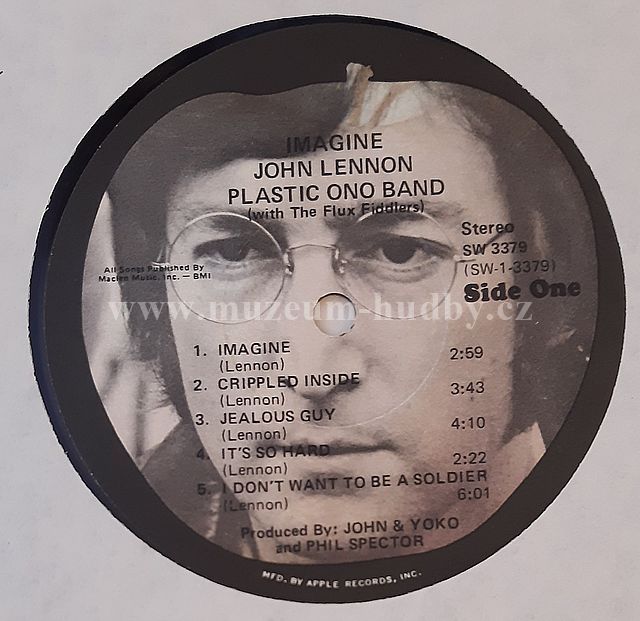 IMAGINE
JOHN LENNON
PLASTIC ONO BAND
(with The Flux Fiddlers)
Stereo
SW 3379
(SW-1-3379)
Side One
All Songs Published By
Maclen Music, Inc. — BMI
www.muzeum-hudby.cz
1. IMAGINE 2:59
(Lennon)
2. CRIPPLED INSIDE 3:43
(Lennon)
3. JEALOUS GUY 4:10
(Lennon)
4. IT'S SO HARD 2:22
(Lennon)
5. I DON'T WANT TO BE A SOLDIER 6:01
(Lennon)
Produced By: JOHN & YOKO
and PHIL SPECTOR
MFD. BY APPLE RECORDS, INC.